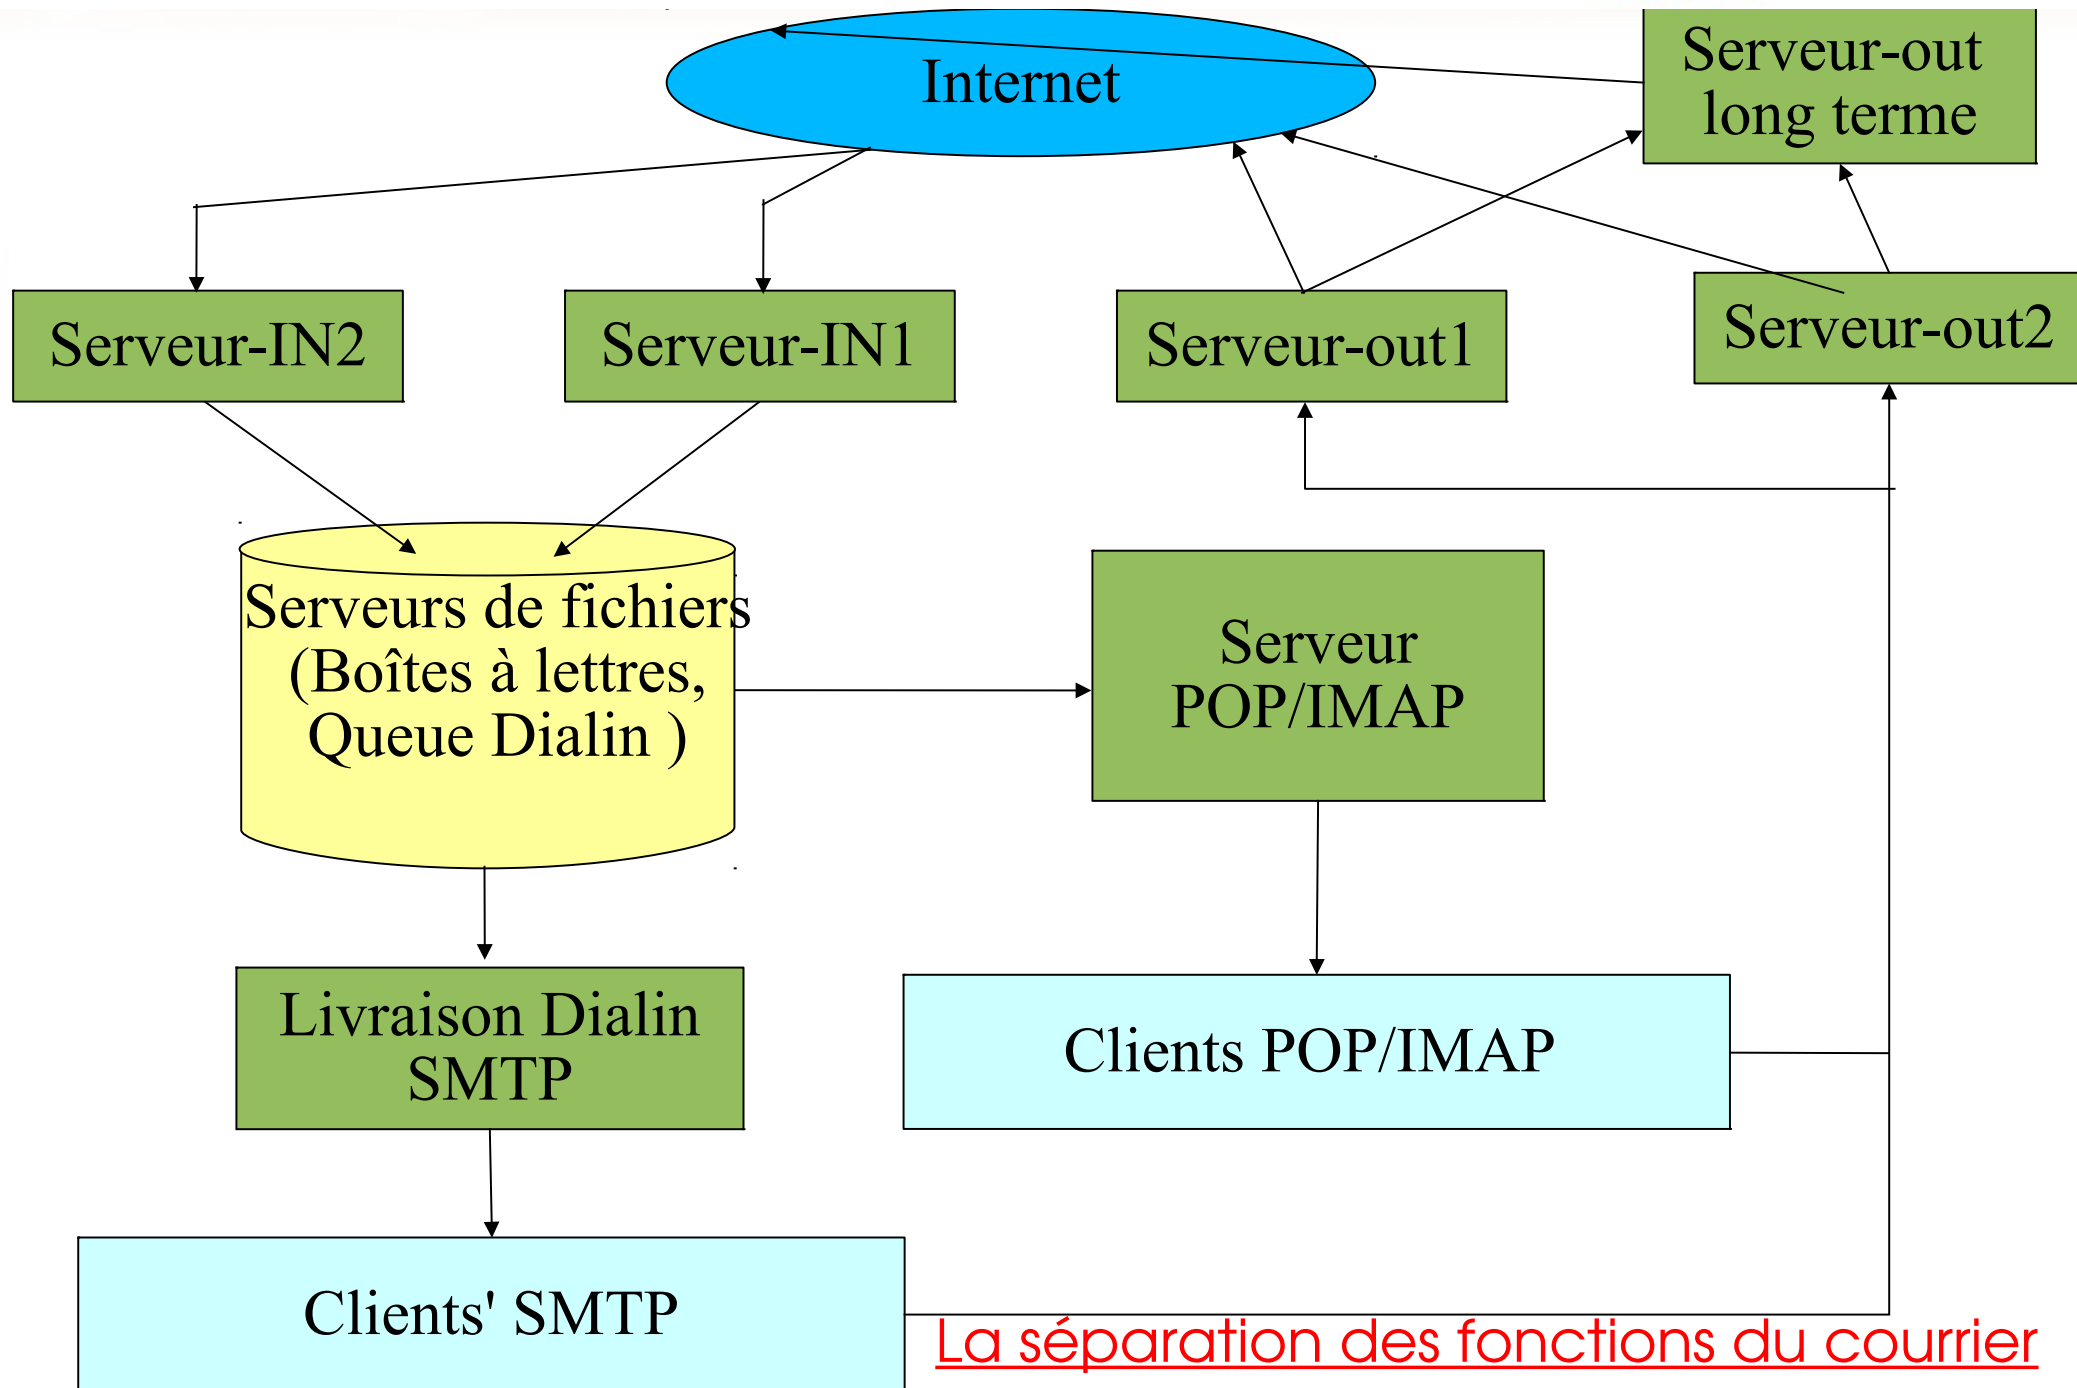 Internet
Serveur-out
long terme
Serveur-IN2
Serveur-IN1
Serveur-out1
Serveur-out2
Serveurs de fichiers
(Boîtes à lettres,
Queue Dialin )
Serveur
POP/IMAP
Livraison Dialin
SMTP
Clients POP/IMAP
Clients' SMTP
La séparation des fonctions du courrier